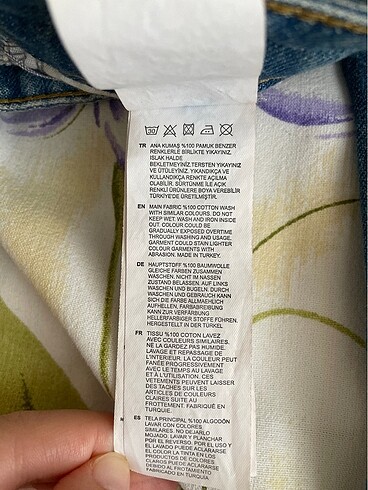 30
TR ANA KUMAŞ %100 PAMUK BENZER
RENKLERLE BİRLİKTE YIKAYINIZ.
ISLAK HALDE
BEKLETMEYİNİZ.TERSTEN YIKAYINIZ
VE ÜTÜLEYİNİZ. YIKANDIKÇA VE
KULLANDIKÇA RENKTE AÇILMA
OLABİLİR. SÜRTÜNME İLE AÇIK
RENKLİ ÜRÜNLERE BOYA VEREBİLİR
TÜRKİYE'DE ÜRETİLMİŞTİR.
EN MAIN FABRIC %100 COTTON WASH
WITH SIMILAR COLOURS. DO NOT
KEEP WET. WASH AND IRON INSIDE
OUT. COLOUR COULD BE
GRADUALLY EXPOSED OVERTIME
THROUGH WASHING AND USAGE.
GARMENT COULD STAIN LIGHTER
COLOUR GARMENTS WITH
ABRASION. MADE IN TURKEY.
DE HAUPTSTOFF %100 BAUMWOLLE
GLEICHE FARBEN ZUSAMMEN
WASCHEN. NICHT IM NASSEN
ZUSTAND BELASSEN. AUF LINKS
WASCHEN UND BUGELN. DURCH
WASCHEN UND GEBRAUCH KANN
SICH DIE FARBE ALLMAEHLICH
AUFHELLEN. FARBABREIBUNG
KANN ZUR VERFÄRBUNG
HELLERFARBIGER STOFFE FÜHREN.
HERGESTELLT IN DER TÜRKEI
FR TISSU %100 COTTON LAVEZ
AVEC COULEURS SIMILAIRES.
NE LA GARDEZ PAS HUMIDE.
LAVAGE ET REPASSAGE DE
L'INTERIEUR. LA COULEUR PEUT
FANÉE PROGRESSIVEMENT
AVEC LE TEMPS AU LAVAGE
ET À L'UTILISATION. CES
VETEMENTS PEUVENT LAISSER
DES TACHES SUR LES
ARTICLES DE COULEURS
CLAIRES SUITE AU
FROTTEMENT. FABRIQUÉ EN
TURQUIE.
ES TELA PRINCIPAL %100 ALGODÓN
LAVAR CON COLORES
SIMILARES. NO DEJARLO
MOJADO. LAVAR Y PLANCHAR
POR EL REVERSO. POR EL USO Y
EL LAVADO PUEDE ACLARARSE
EL COLOR LA TINTA EN LOS
PRODUCTOS DE COLORES
CLAROS PUEDE ACLARARSE
DEBIDO AL FROTAMIENTO
FABRICADO EN TURQUIA